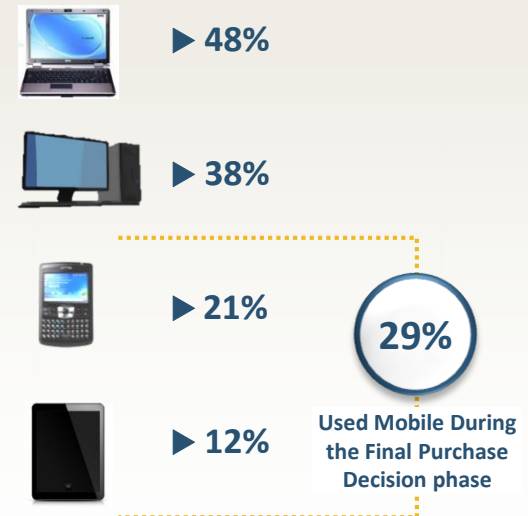 48%
38%
21%
29%
12%
Used Mobile During
the Final Purchase
Decision phase